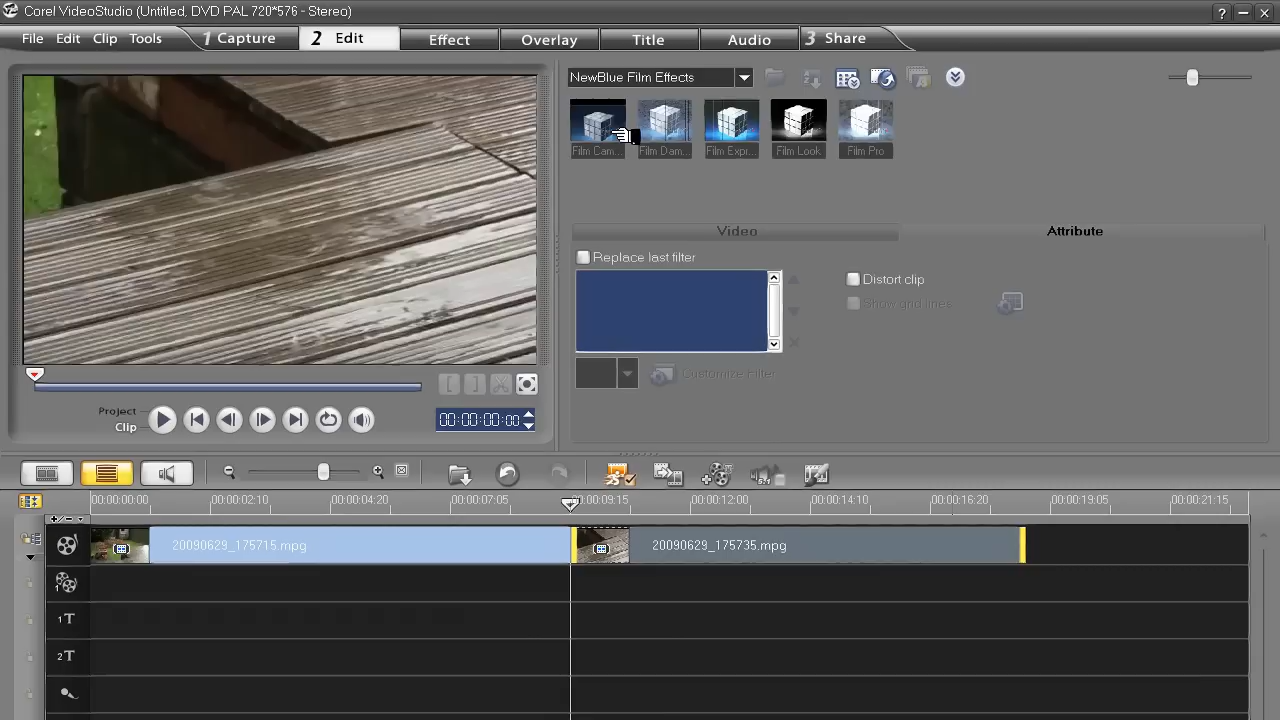 Corel VideoStudio (Untitled, DVD PAL 720*576 - Stereo)
File Edit Clip Tools 1 Capture 2 Edit Effect Overlay Title Audio 3 Share
NewBlue Film Effects
Film Cam... Film Dam... Film Expr... Film Look Film Pro
Video Attribute
Replace last filter
Distort clip
Show grid lines
Customize Filter
Project
Clip
00:00:00:00
00:00:00:00 00:00:02:10 00:00:04:20 00:00:07:05 00:00:09:15 00:00:12:00 00:00:14:10 00:00:16:20 00:00:19:05 00:00:21:15
20090629_175715.mpg 20090629_175735.mpg
1
1T
2T